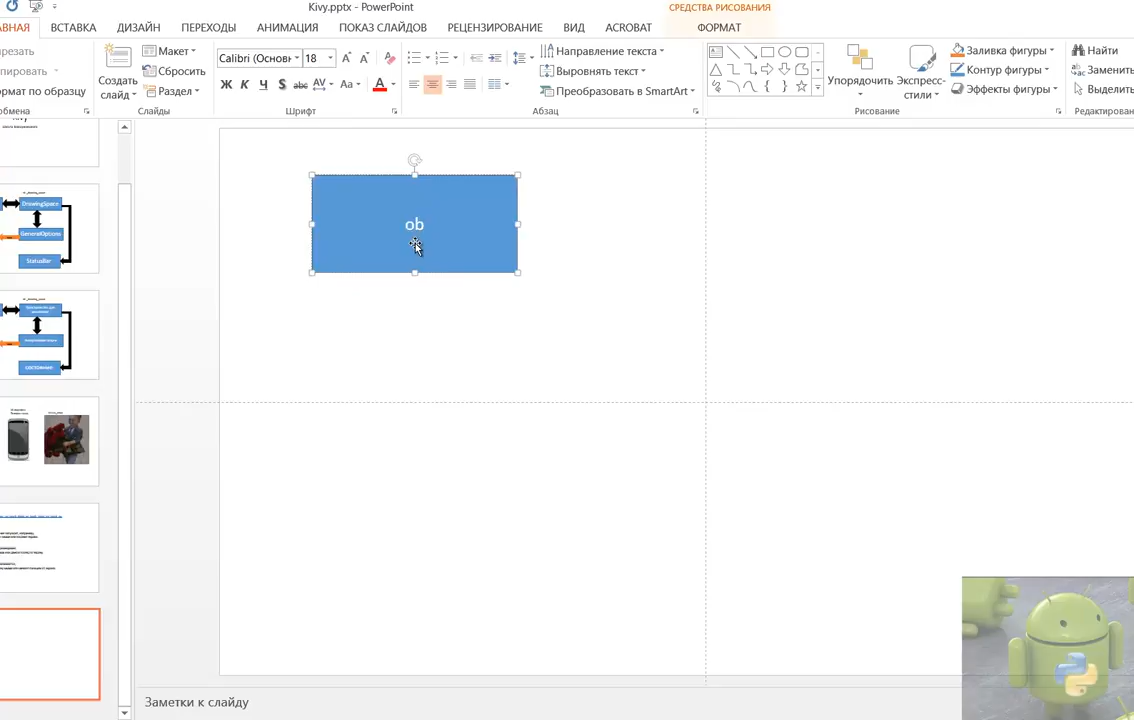 Kivy.pptx - PowerPoint
СРЕДСТВА РИСОВАНИЯ
АВНАЯ ВСТАВКА ДИЗАЙН ПЕРЕХОДЫ АНИМАЦИЯ ПОКАЗ СЛАЙДОВ РЕЦЕНЗИРОВАНИЕ ВИД ACROBAT ФОРМАТ
резать
пировать
рмат по образцу
обмена
Создать
слайд
Макет
Сбросить
Раздел
Слайды
Calibri (Основн 18
Ж К Ч S abc AV Aa А
Шрифт
Направление текста
Выровнять текст
Преобразовать в SmartArt
Абзац
Упорядочить
Экспресс-
стили
Заливка фигуры
Контур фигуры
Эффекты фигуры
Рисование
Найти
Заменить
Выделить
Редактирован
DrawingSpace
GeneralOptions
StatusBar
состояния
ob
Заметки к слайду